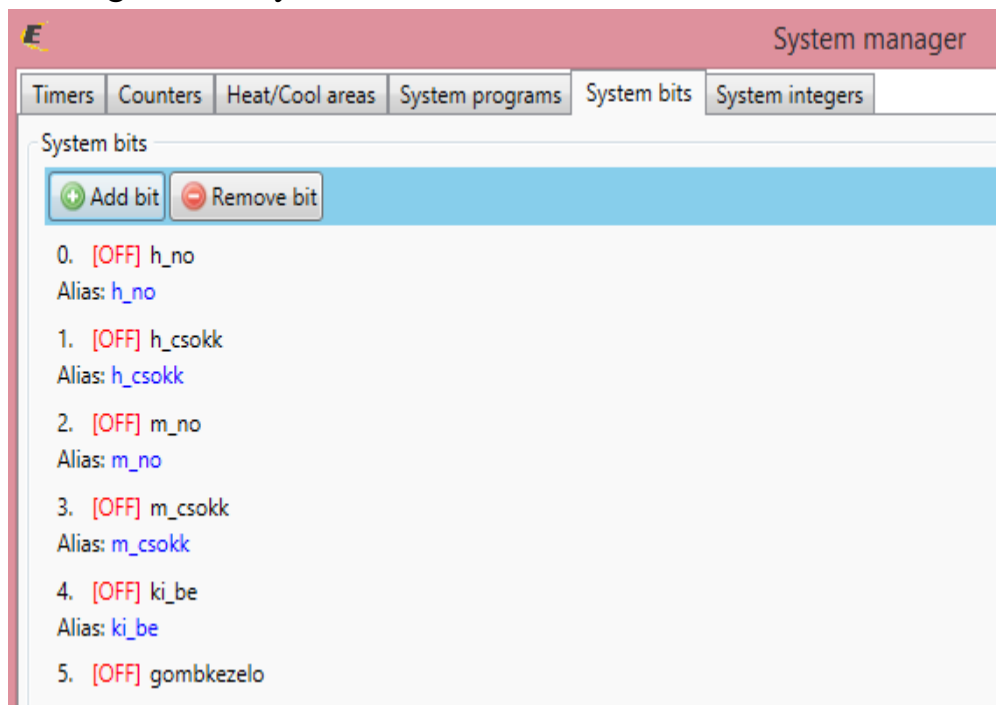 E
System manager
Timers Counters Heat/Cool areas System programs System bits System integers
System bits
Add bit Remove bit
0. [OFF] h_no
Alias: h_no
1. [OFF] h_csokk
Alias: h_csokk
2. [OFF] m_no
Alias: m_no
3. [OFF] m_csokk
Alias: m_csokk
4. [OFF] ki_be
Alias: ki_be
5. [OFF] gombkezelo